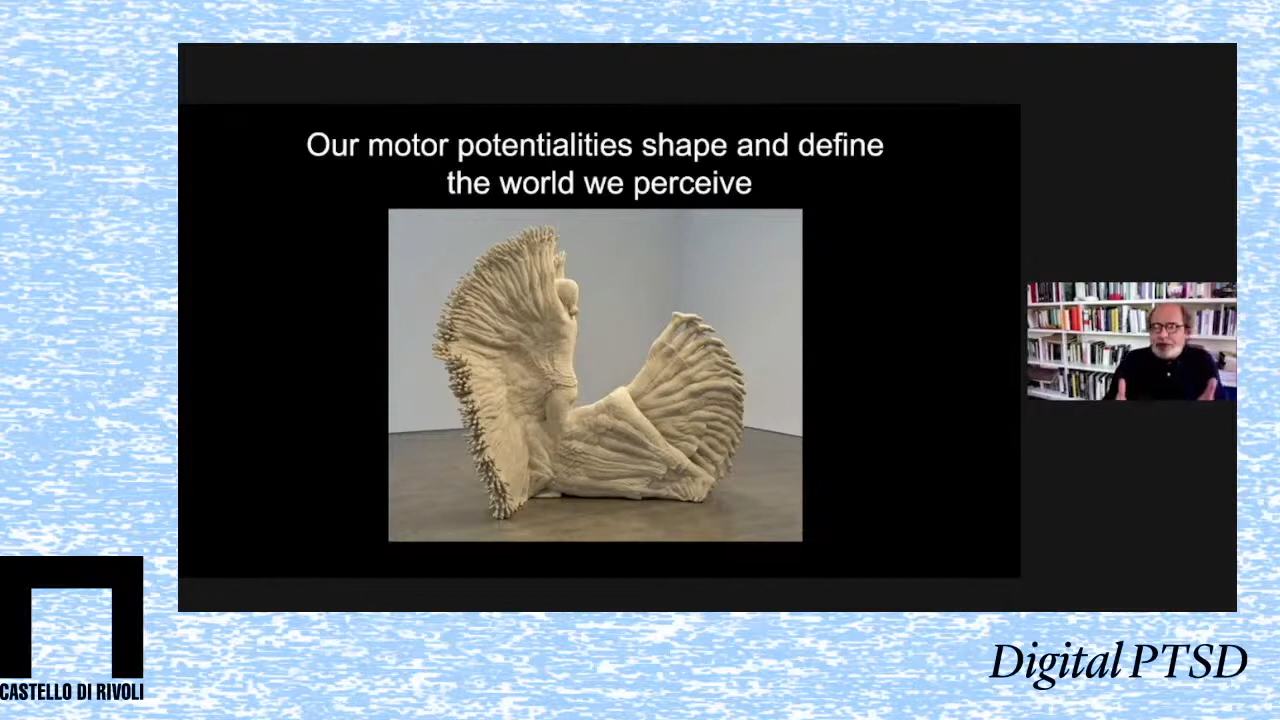 Our motor potentialities shape and define
the world we perceive
CASTELLO DI RIVOLI
Digital PTSD